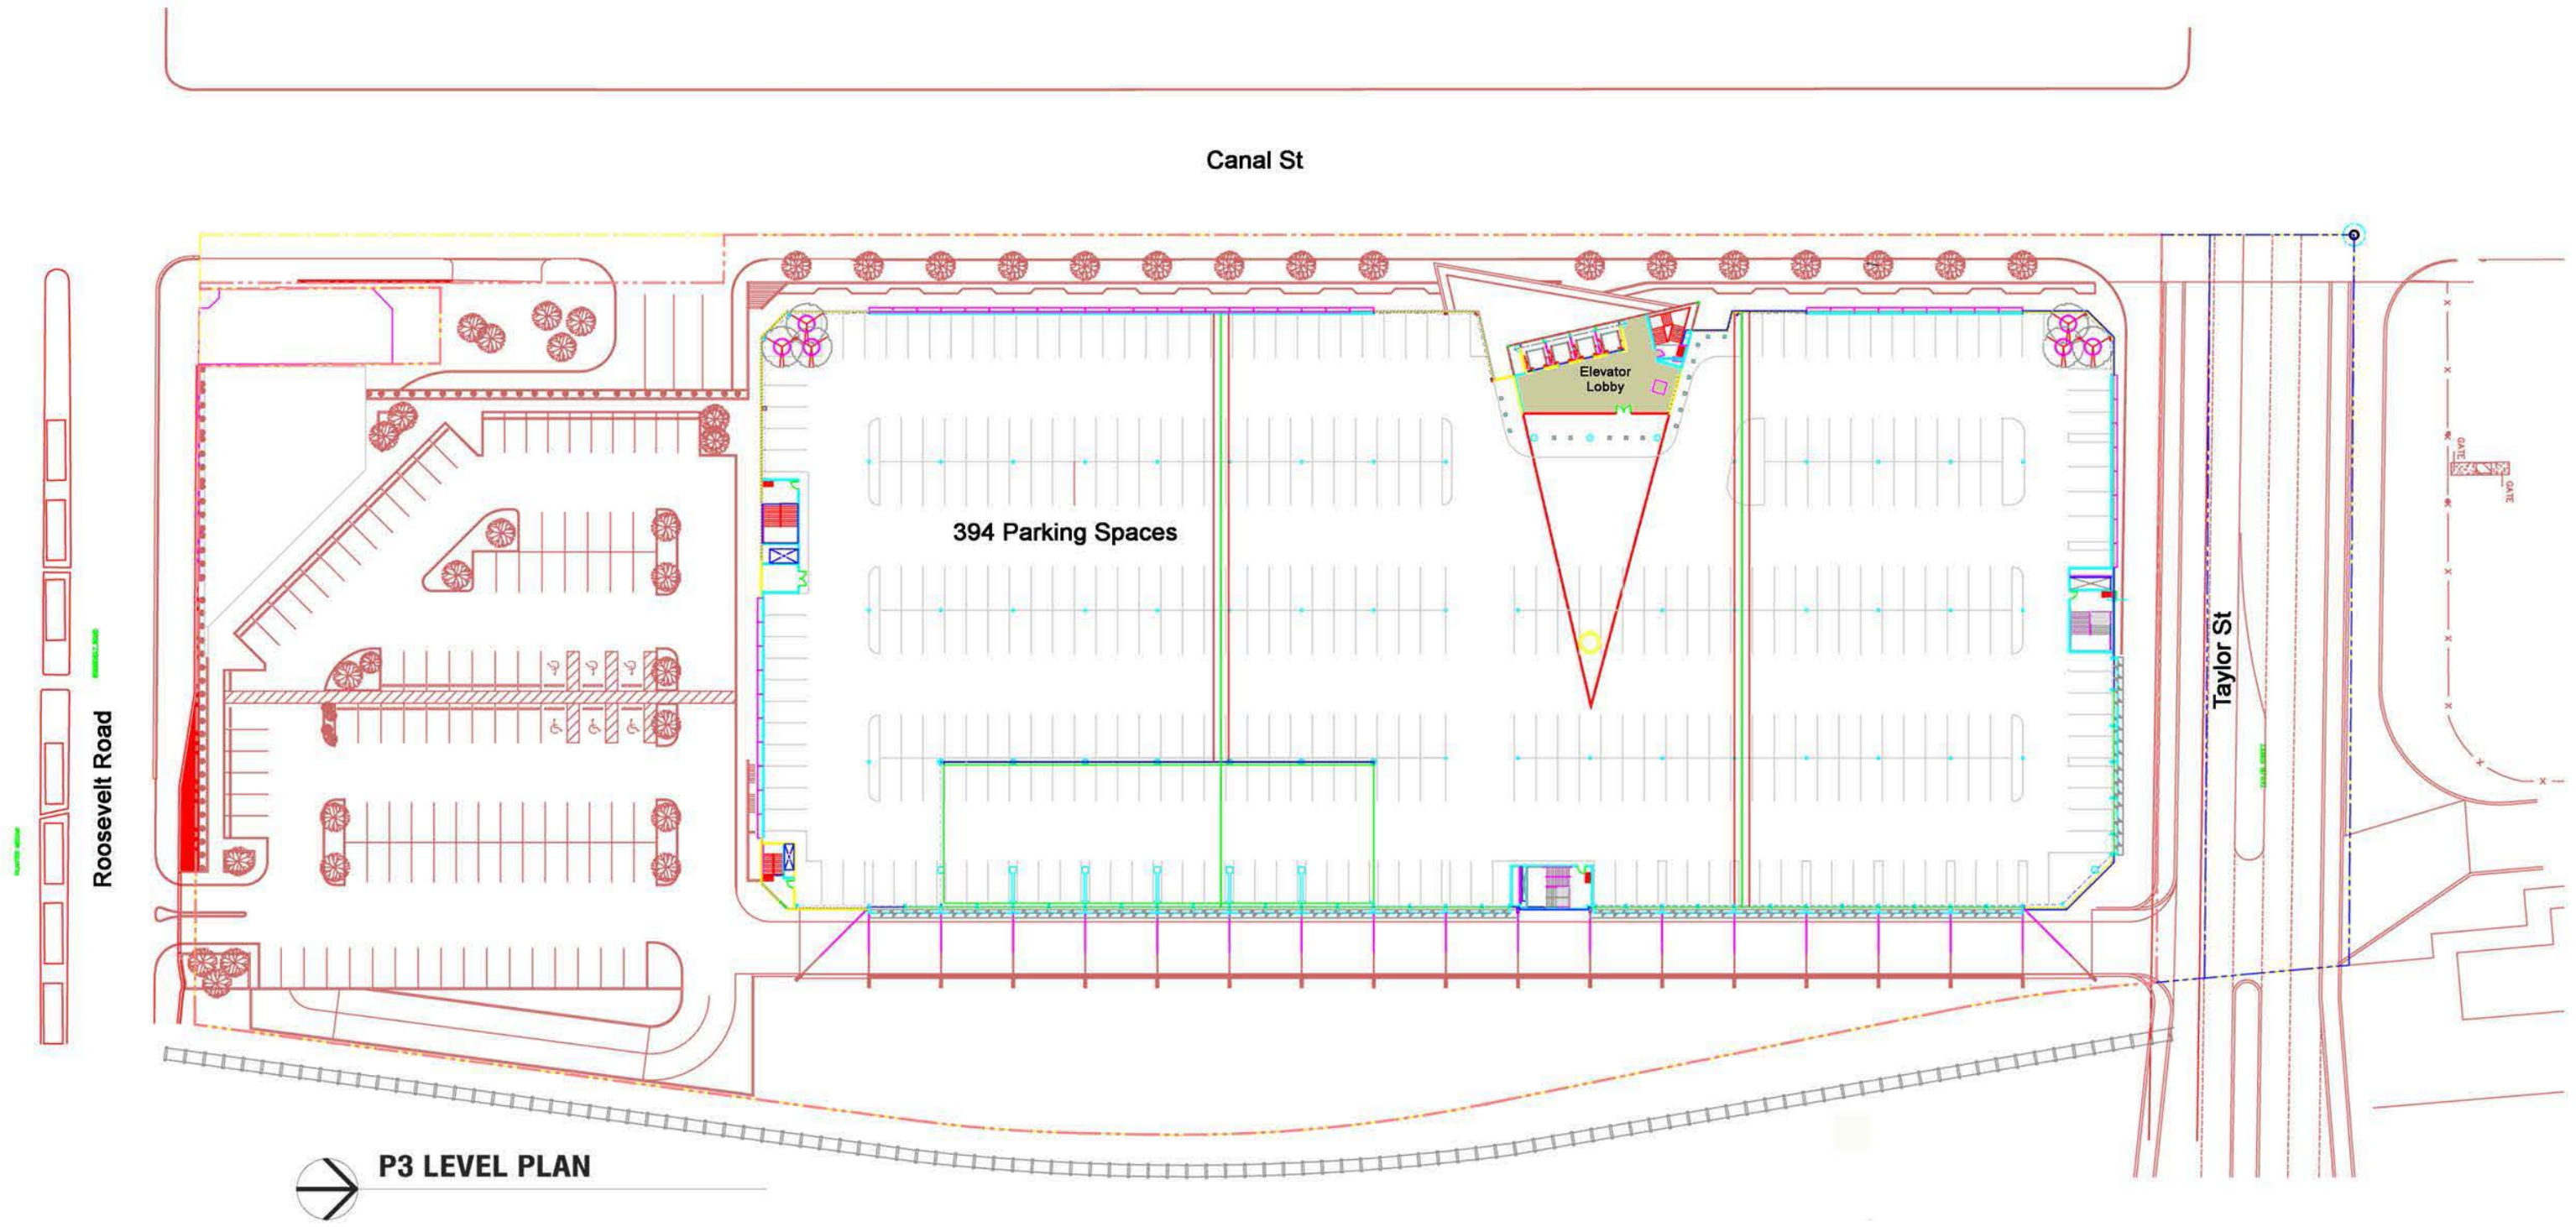 Canal St
Elevator
Lobby
GATE
GATE
394 Parking Spaces
Taylor St
Roosevelt Road
P3 LEVEL PLAN